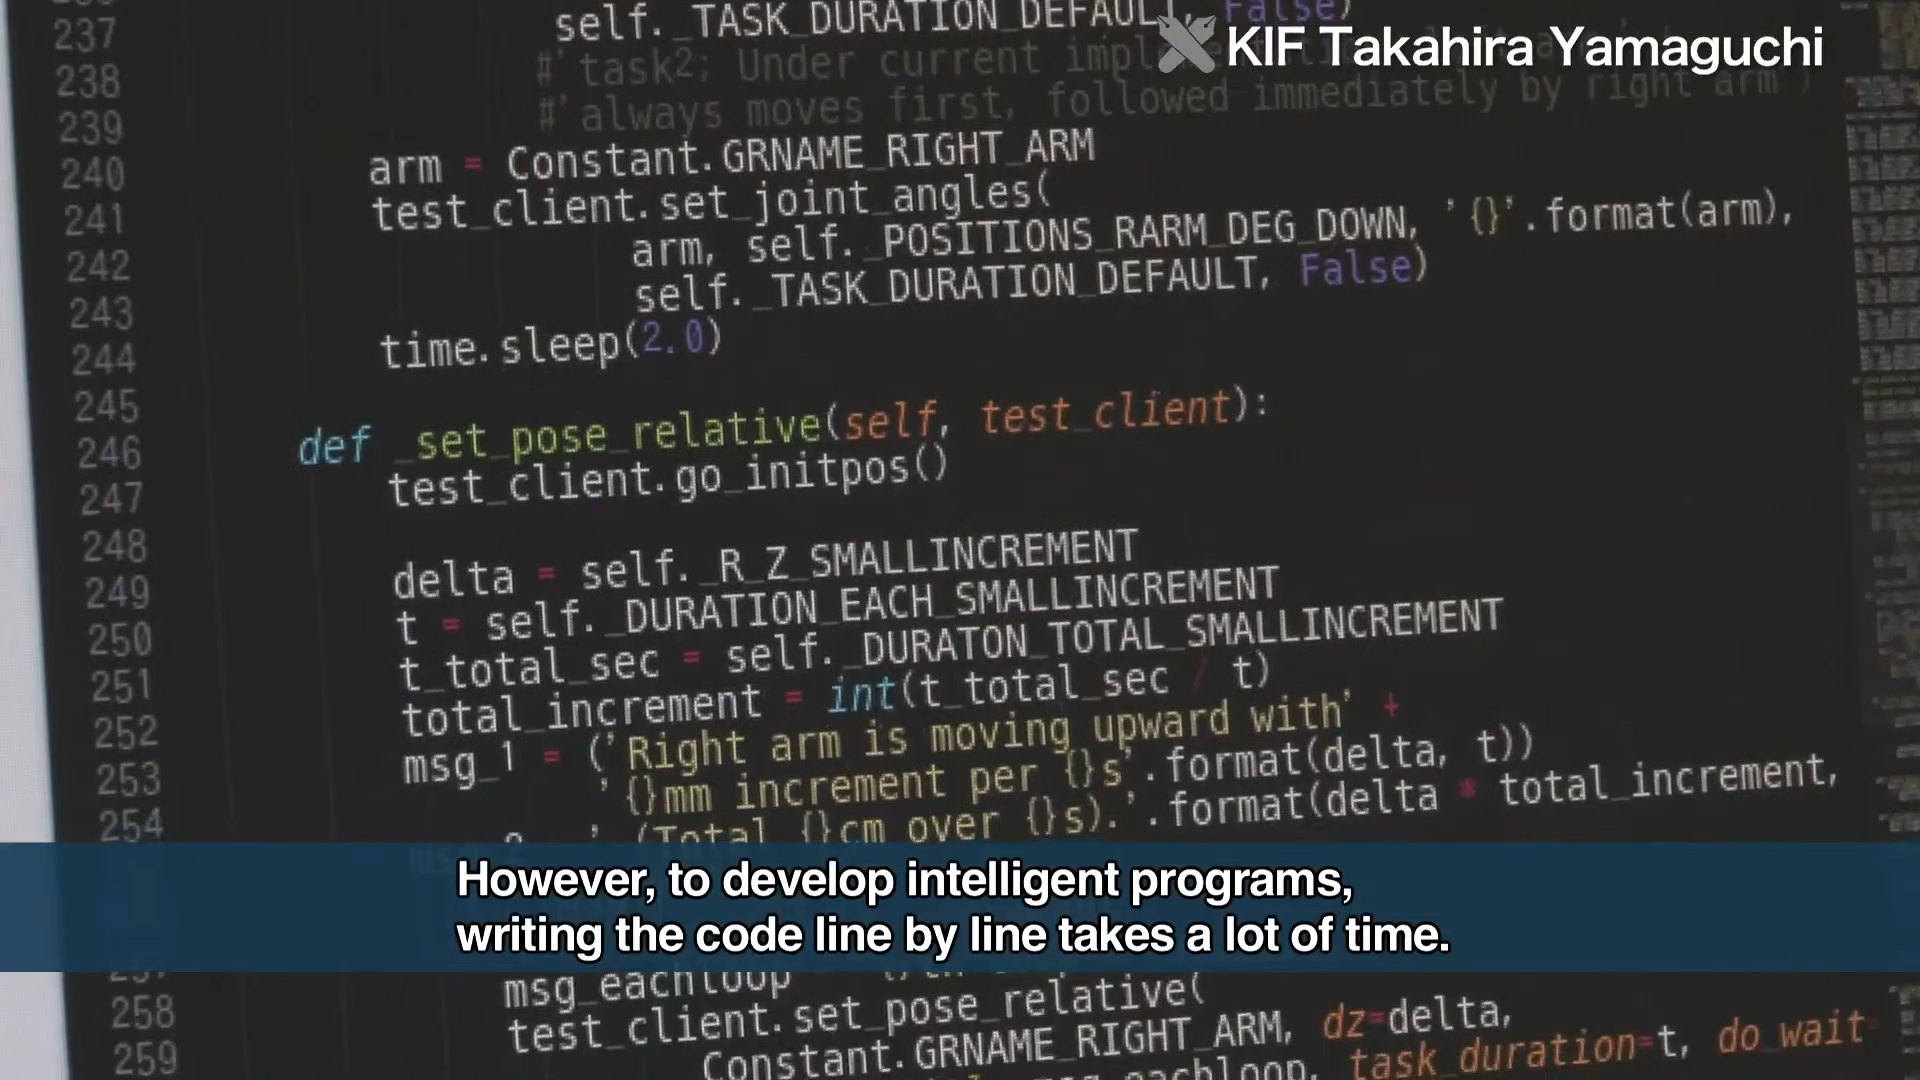 237
self._TASK_DURATION_DEFAULT, False)
KIF Takahira Yamaguchi
238
#' task2; Under current
239
#' always moves first, followed immediately by right arm')
240
arm = Constant.GRNAME_RIGHT_ARM
241
test_client.set_joint_angles(
242
arm, self._POSITIONS_RARM_DEG_DOWN, '{}'.format(arm),
243
self._TASK_DURATION_DEFAULT, False)
244
time.sleep(2.0)
245
246
def _set_pose_relative(self, test_client):
247
test_client.go_initpos()
248
249
delta = self._R_Z_SMALLINCREMENT
250
t = self._DURATION_EACH_SMALLINCREMENT
251
t_total_sec = self._DURATON_TOTAL_SMALLINCREMENT
252
total_increment = int(t_total_sec / t)
253
msg_1 = ('Right arm is moving upward with' +
254
'{}mm increment per {}s'.format(delta, t))
' (Total {}cm over {}s).'.format(delta * total_increment,
However, to develop intelligent programs,
writing the code line by line takes a lot of time.
msg_eachloop
258
test_client.set_pose_relative(
259
Constant.GRNAME_RIGHT_ARM, dz=delta,
task_duration=t, do_wait